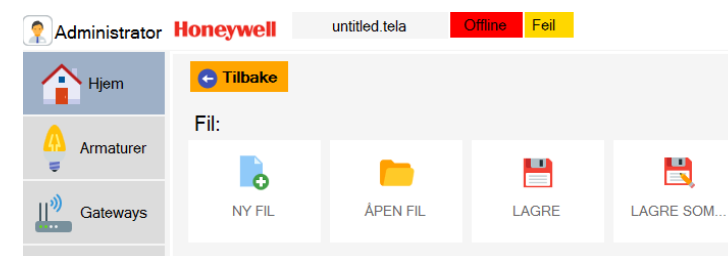 Administrator Honeywell untitled.tela Offline Feil
Hjem
Tilbake
Fil:
Armaturer
Gateways
NY FIL ÅPEN FIL LAGRE LAGRE SOM...